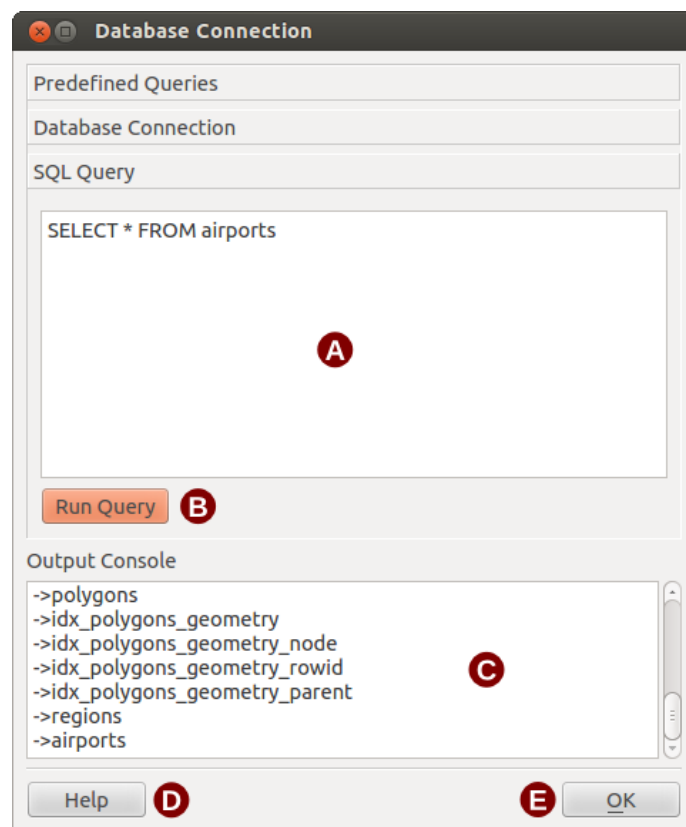 Database Connection
Predefined Queries
Database Connection
SQL Query
SELECT * FROM airports
A
Run Query B
Output Console
->polygons
->idx_polygons_geometry
->idx_polygons_geometry_node
->idx_polygons_geometry_rowid
->idx_polygons_geometry_parent
->regions
->airports
C
Help D E OK